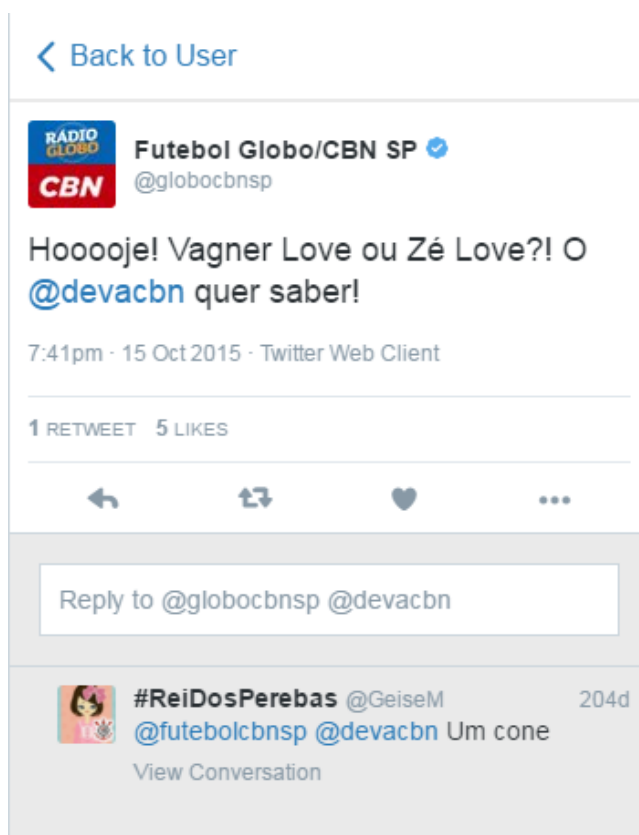 Back to User
RÁDIO
GLOBO
CBN
Futebol Globo/CBN SP
@globocbnsp
Hooooje! Vagner Love ou Zé Love?! O
@devacbn quer saber!
7:41pm · 15 Oct 2015 · Twitter Web Client
1 RETWEET 5 LIKES
Reply to @globocbnsp @devacbn
#ReiDosPerebas @GeiseM 204d
@futebolcbnsp @devacbn Um cone
View Conversation